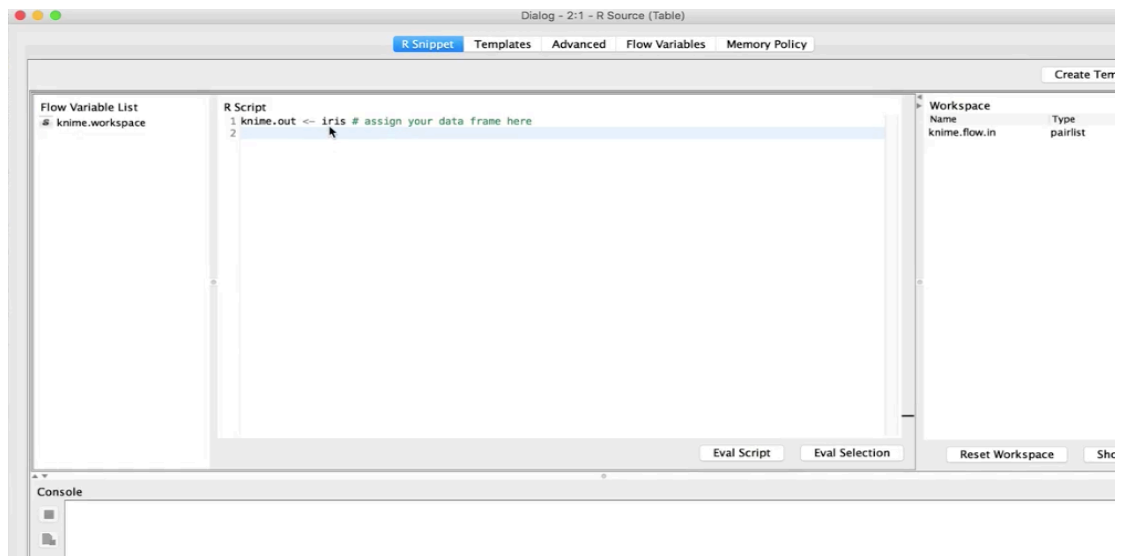 Dialog - 2:1 - R Source (Table)
R Snippet Templates Advanced Flow Variables Memory Policy
Create Tem
Flow Variable List
s knime.workspace
R Script
1 knime.out <- iris # assign your data frame here
2
Workspace
Name Type
knime.flow.in pairlist
Eval Script Eval Selection
Reset Workspace Sho
Console